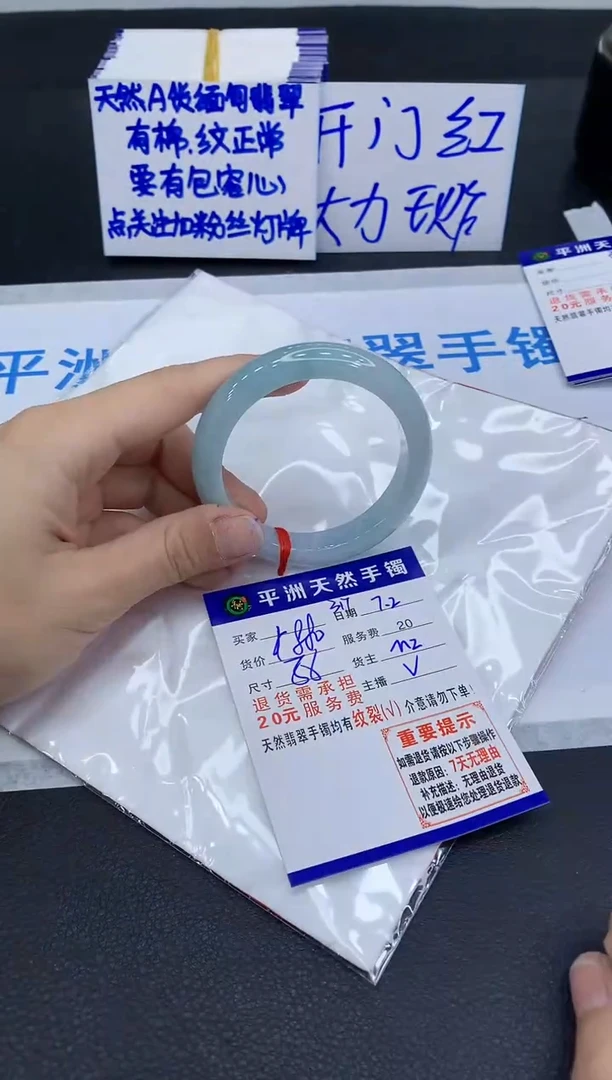 天然A货缅甸翡翠
有棉、纹正常
要有包容心
点关注加粉丝灯牌
开门红
大力
平洲
翠手镯
平洲天
退货需承
20元服务
天然翡翠手镯均
平洲天然手镯
日期 7.2
买家
服务费 20
货价
货主
尺寸
主播 V
退货需承担
20元服务费
天然翡翠手镯均有纹裂(√)介意请勿下单!
重要提示
如需退货请按以下步骤操作
退款原因：7天无理由
补充描述：无理由退货
以便极速给您处理退货退款